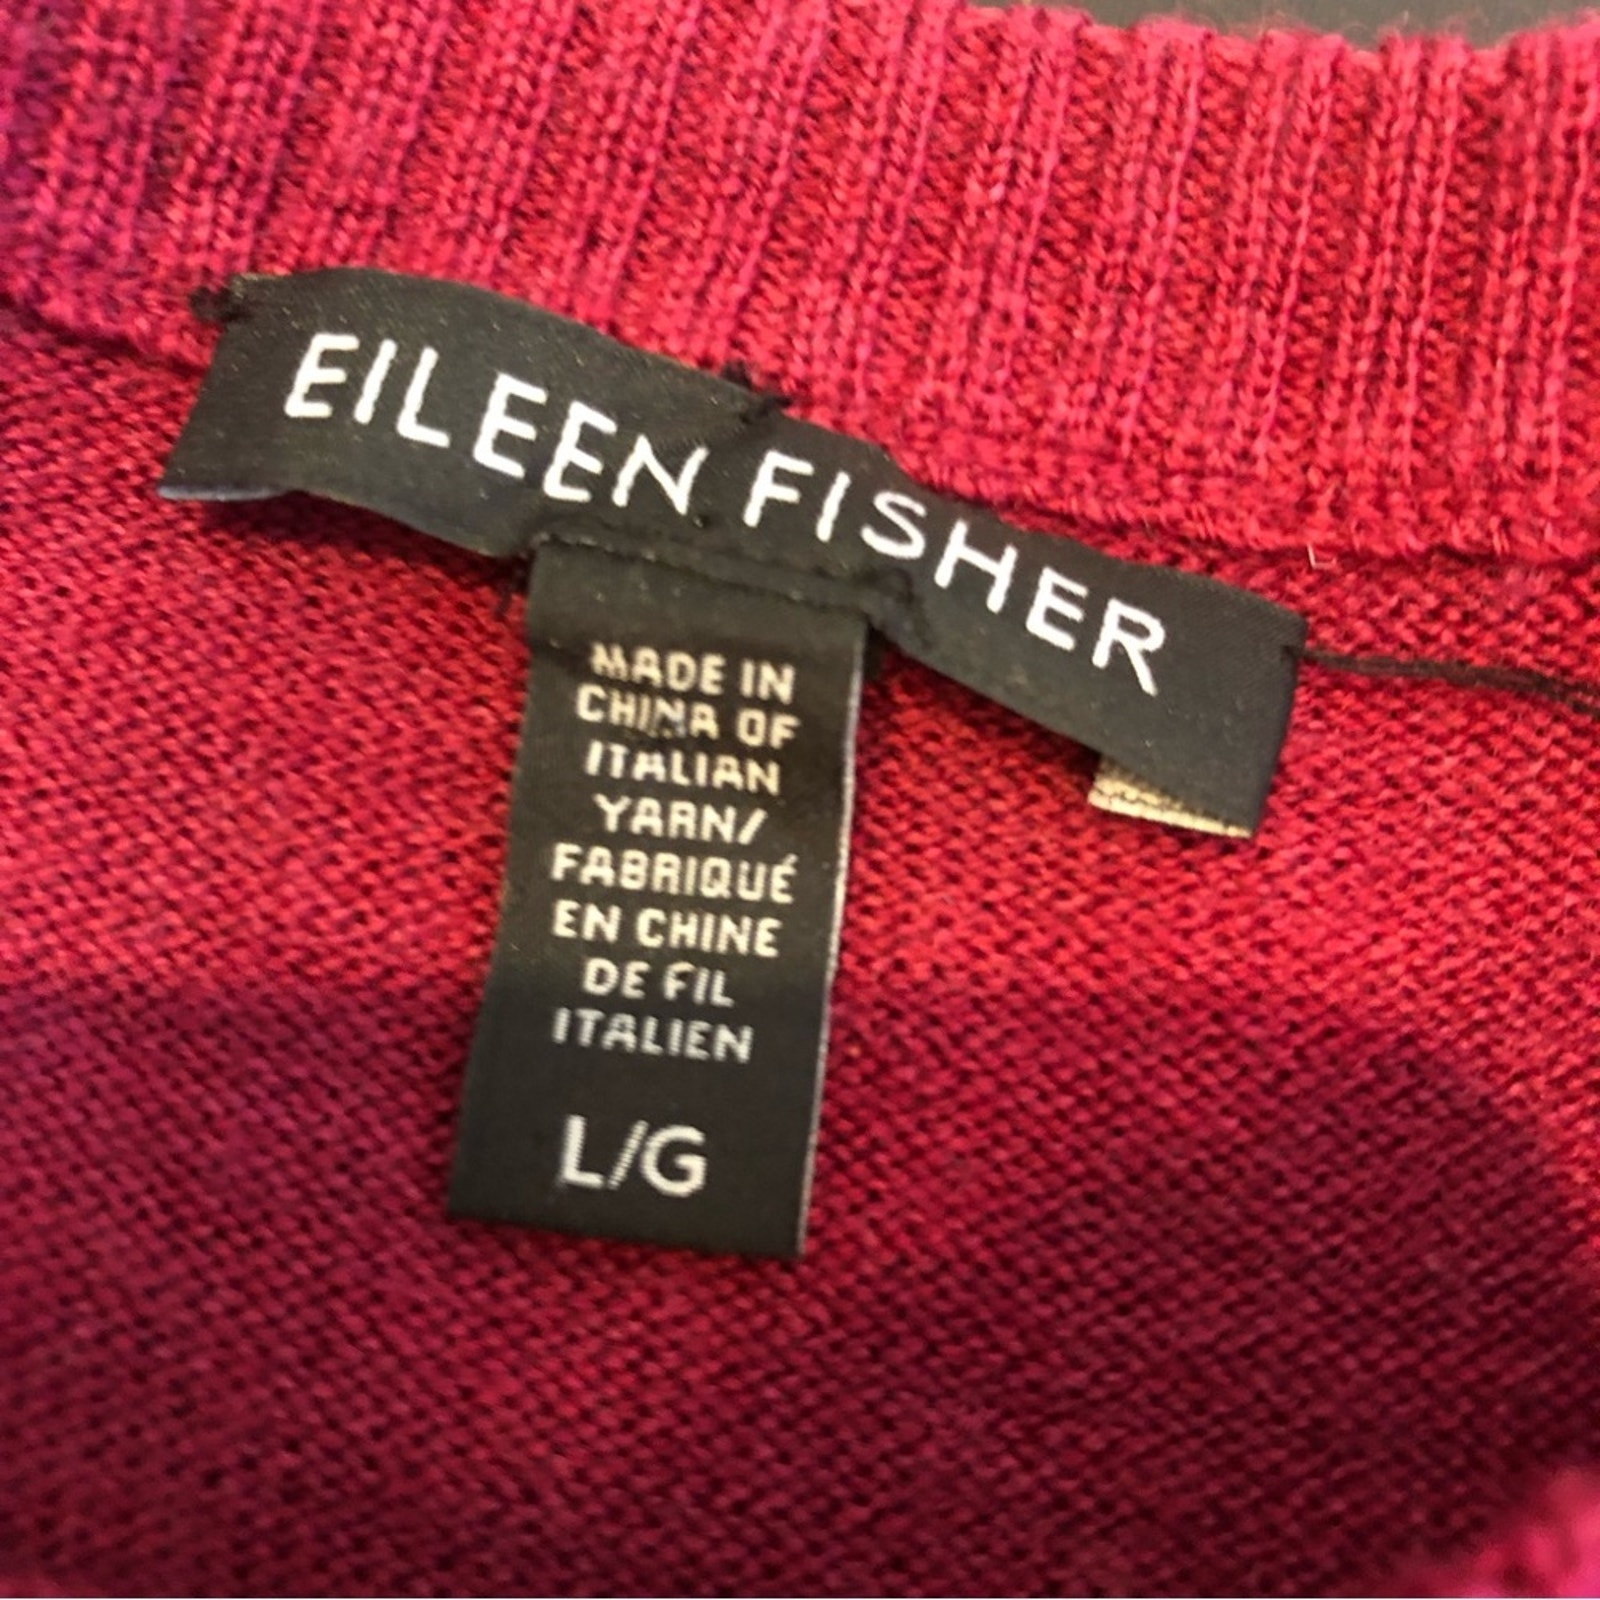 EILEEN FISHER
MADE IN
CHINA OF
ITALIAN
YARN/
FABRIQUÉ
EN CHINE
DE FIL
ITALIEN
L/G